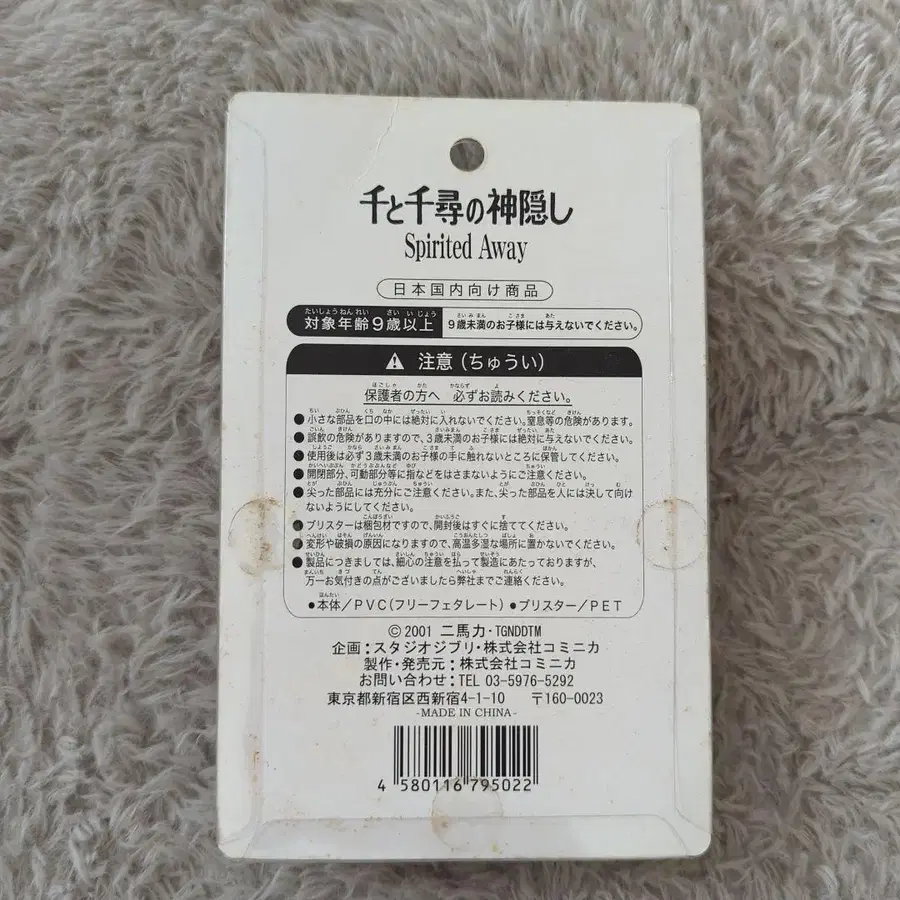 千と千尋の神隠し
Spirited Away
日本国内向け商品
対象年齢9歳以上 9歳未満のお子様には与えないでください。
注意(ちゅうい)
保護者の方へ 必ずお読みください。
●小さな部品を口の中には絶対に入れないでください。窒息等の危険があります。
●誤飲の危険がありますので、3歳未満のお子様には絶対に与えないでください。
●使用後は必ず3歳未満のお子様の手に触れないところに保管してください。
●開閉部分、可動部分等に指などをはさまないようにご注意ください。
●尖った部品には充分にご注意ください。また、尖った部品を人には決して向け
ないようにしてください。
●ブリスターは梱包材ですので、開封後はすぐに捨ててください。
●変形や破損の原因になりますので、高温多湿な場所に置かないでください。
●製品につきましては、細心の注意を払って製造にあたっておりますが、
万一お気付きの点がございましたら弊社までご連絡ください。
●本体/PVC(フリーフェタレート) ●ブリスター/PET
© 2001 二馬力・TGNDDTM
企画:スタジオジブリ・株式会社コミニカ
製作・発売元:株式会社コミニカ
お問い合わせ:TEL 03-5976-5292
東京都新宿区西新宿4-1-10 〒160-0023
-MADE IN CHINA-
4 580116 795022